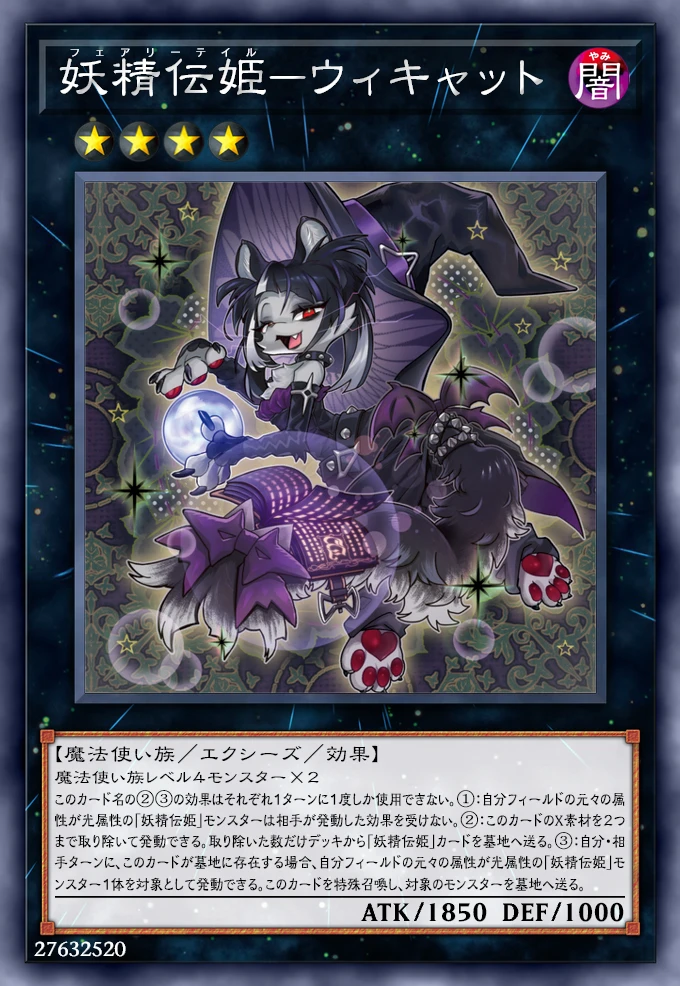 フェアリーテイル
妖精伝姫－ウィキャット
やみ
闇
【魔法使い族／エクシーズ／効果】
魔法使い族レベル４モンスター×２
このカード名の②③の効果はそれぞれ1ターンに1度しか使用できない。①：自分フィールドの元々の属
性が光属性の「妖精伝姫」モンスターは相手が発動した効果を受けない。②：このカードのX素材を2つ
まで取り除いて発動できる。取り除いた数だけデッキから「妖精伝姫」カードを墓地へ送る。③：自分・相
手ターンに、このカードが墓地に存在する場合、自分フィールドの元々の属性が光属性の「妖精伝姫」モ
ンスター1体を対象として発動できる。このカードを特殊召喚し、対象のモンスターを墓地へ送る。
ATK/1850 DEF/1000
27632520